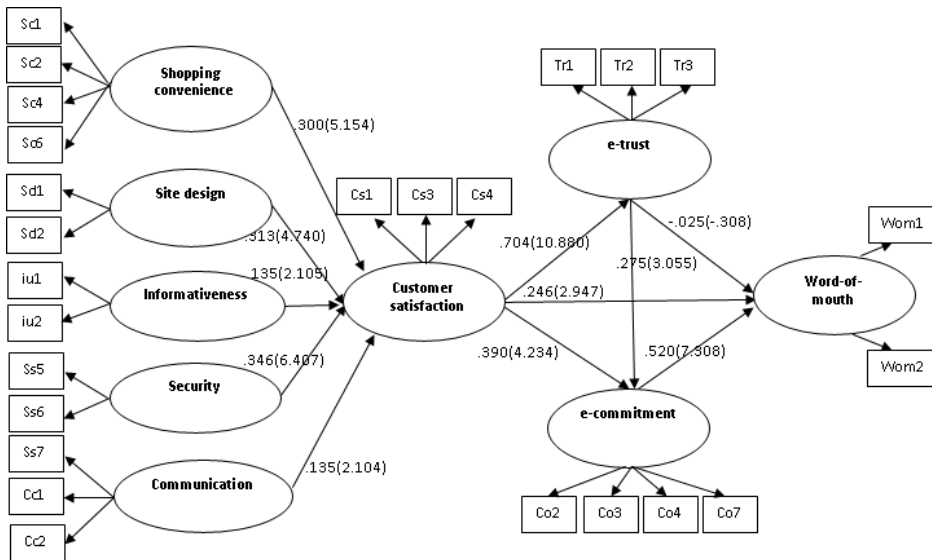 Sc1
Sc2
Sc4
Sc6
Shopping
convenience
.300(5.154)
Sd1
Sd2
Site design
.313(4.740)
iu1
iu2
Informativeness
.135(2.105)
Ss5
Ss6
Security
.346(6.407)
Ss7
Cc1
Cc2
Communication
.135(2.104)
Cs1
Cs3
Cs4
Customer
satisfaction
.704(10.880)
.246(2.947)
.390(4.234)
Tr1
Tr2
Tr3
e-trust
-.025(-.308)
.275(3.055)
.520(7.308)
e-commitment
Co2
Co3
Co4
Co7
Wom1
Word-of-
mouth
Wom2